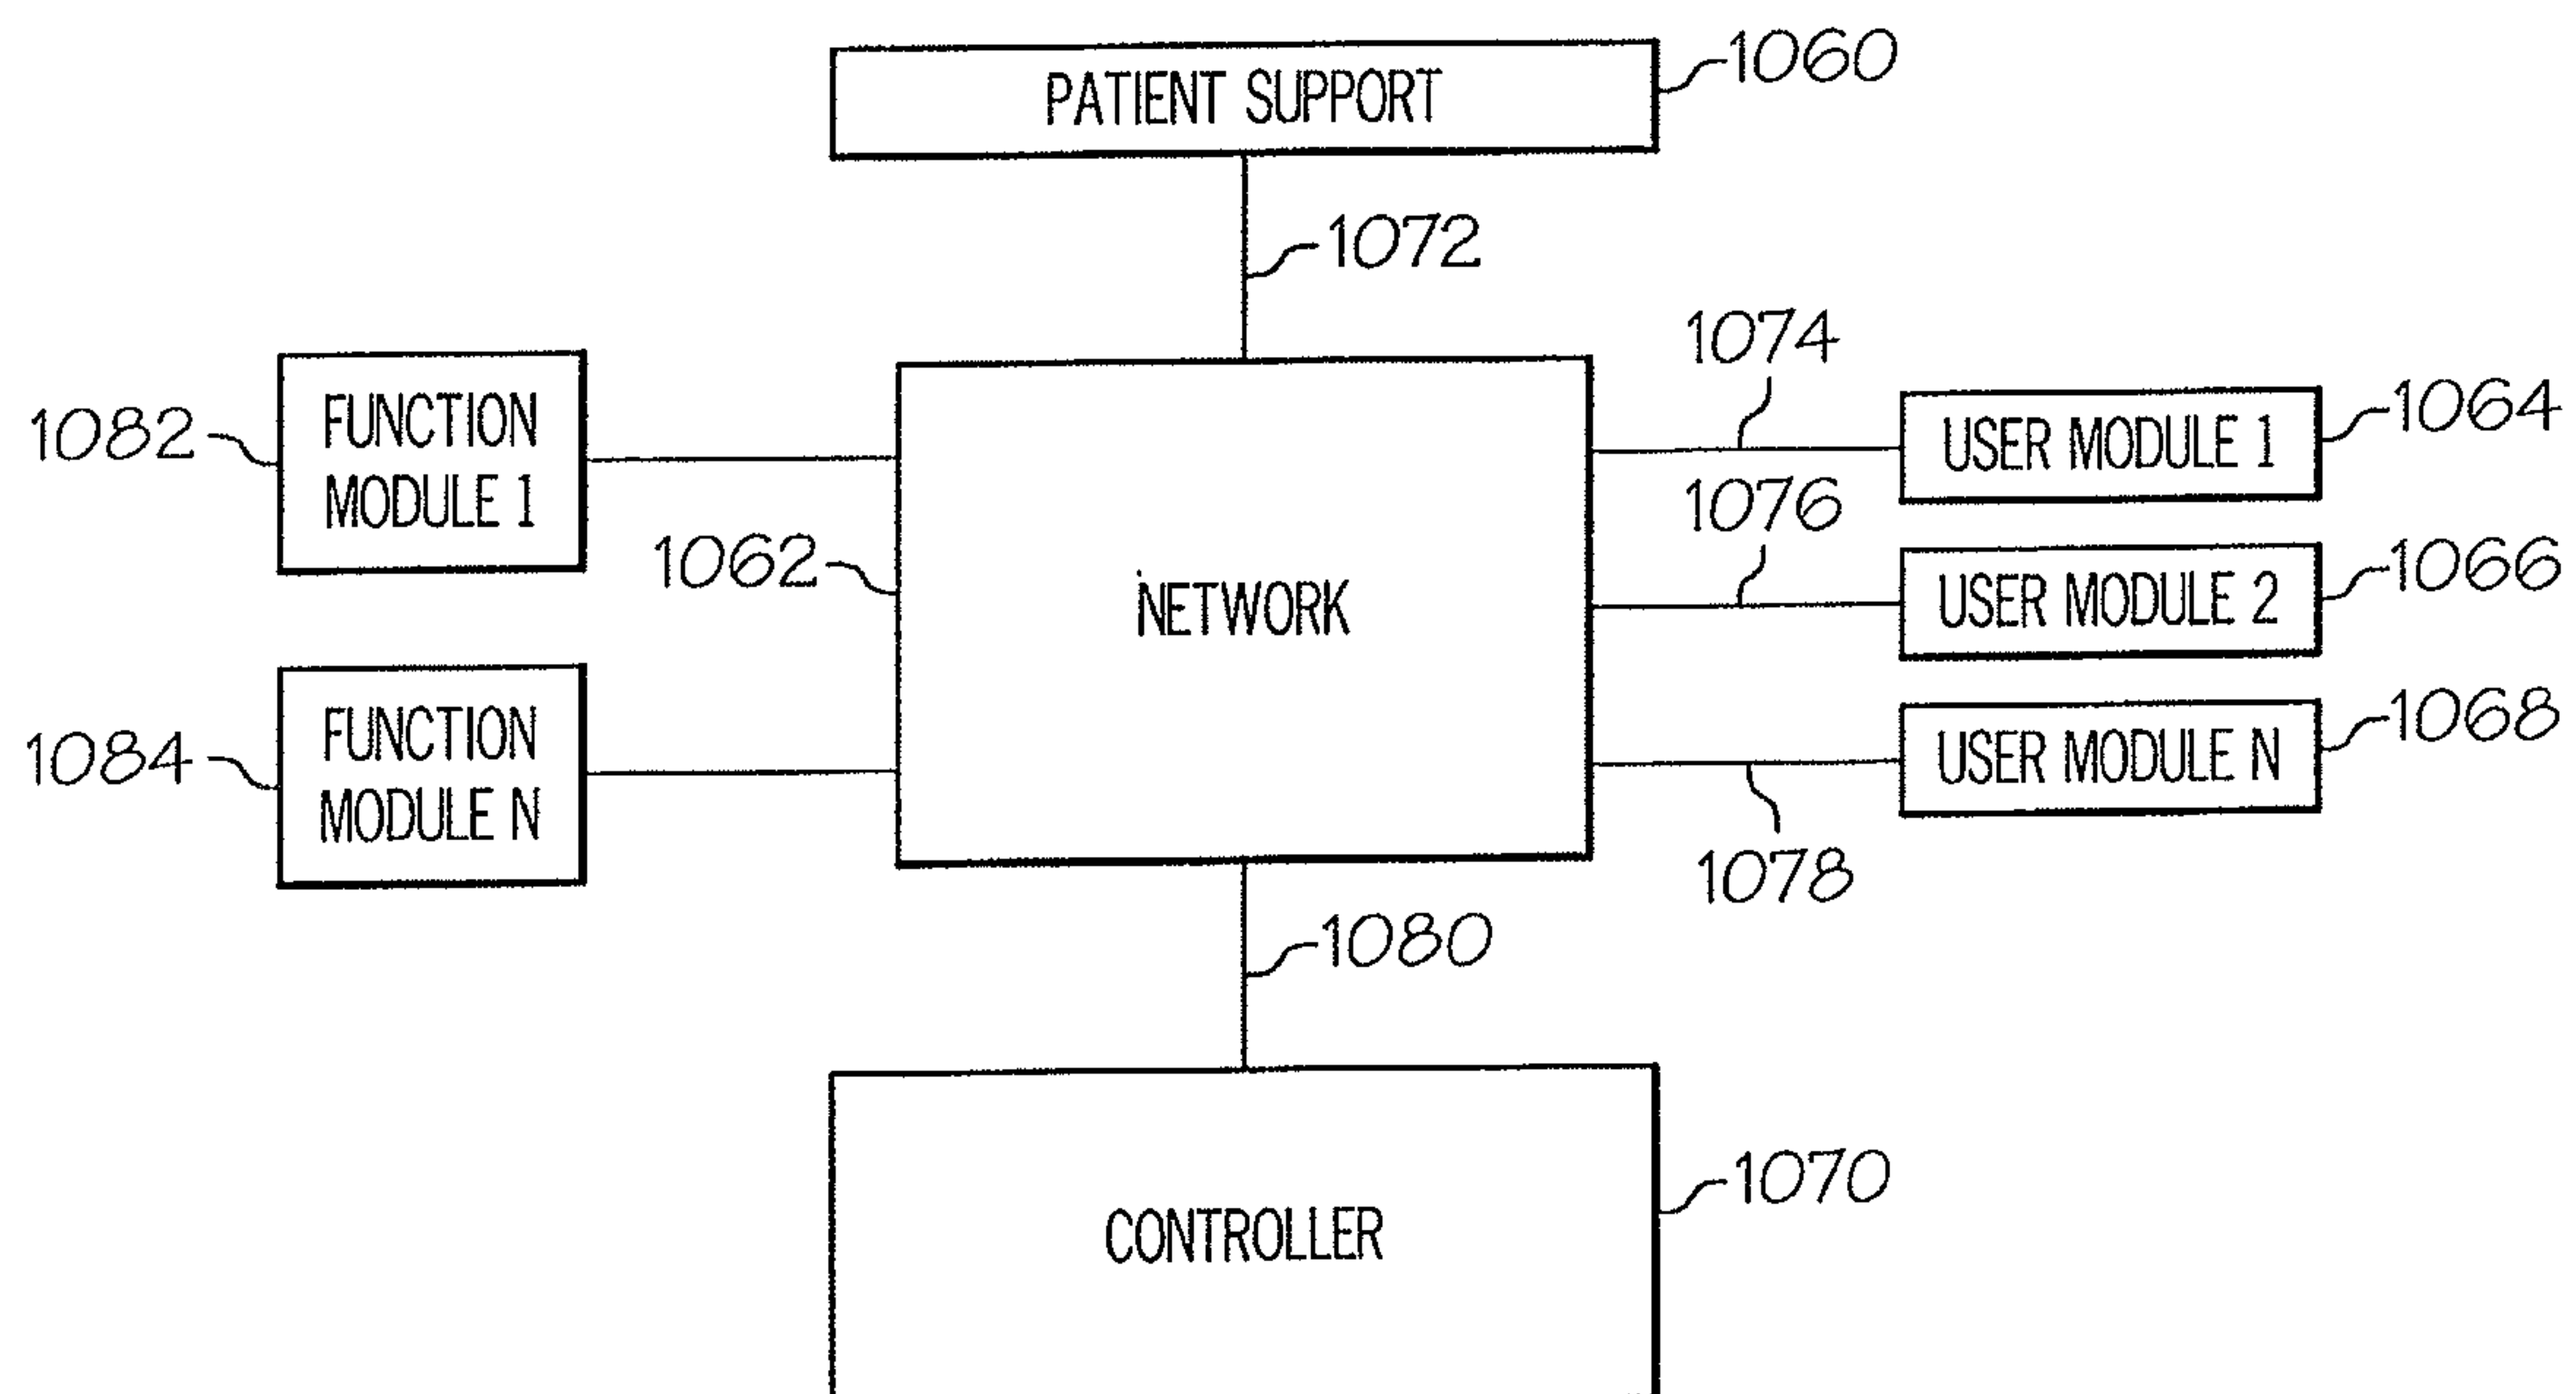 PATIENT SUPPORT
1060
1072
1074
1082
FUNCTION
MODULE 1
USER MODULE 1
1064
1076
1062
NETWORK
USER MODULE 2
1066
1084
FUNCTION
MODULE N
USER MODULE N
1068
1078
1080
CONTROLLER
1070